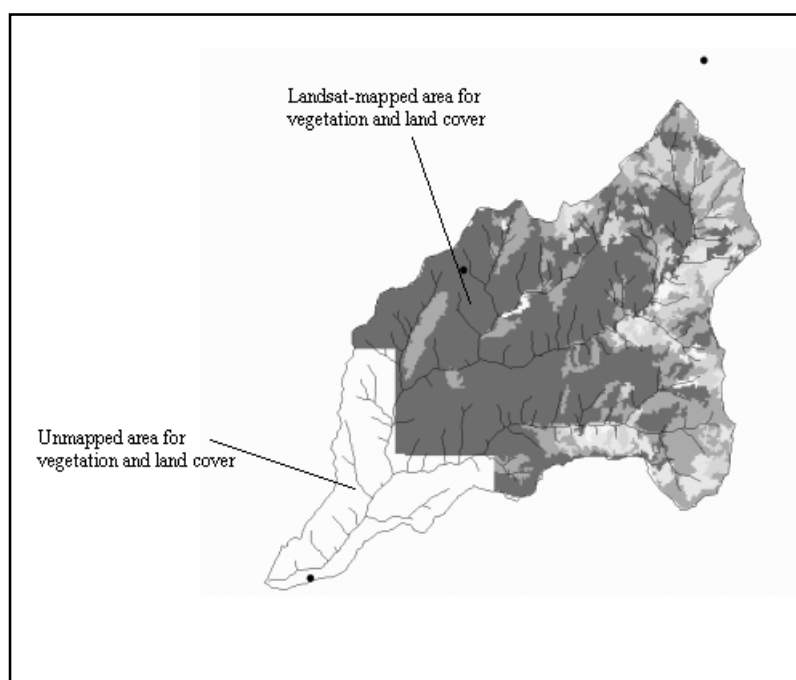 Landsat-mapped area for
vegetation and land cover
Unmapped area for
vegetation and land cover